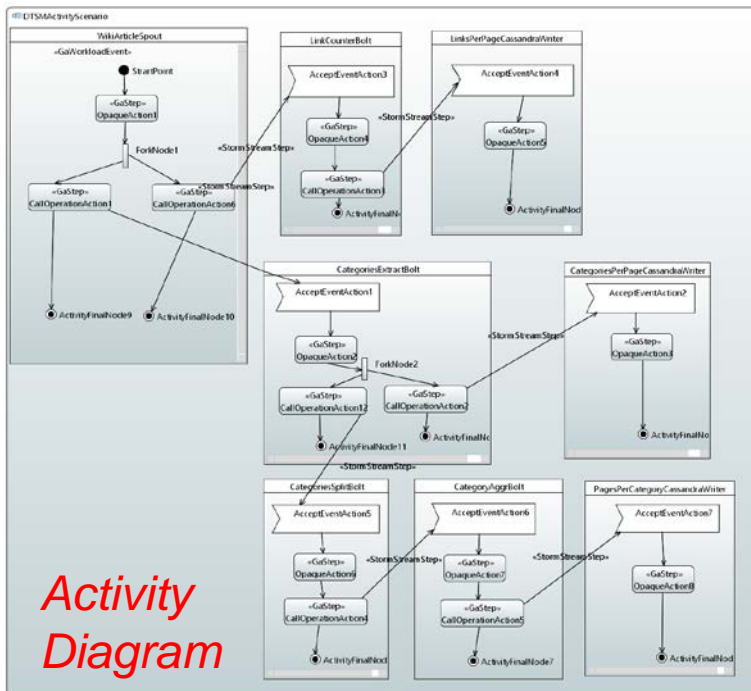 DTSMActivityScenario
WikiArticleSpout
«GaWorkloadEvent»
StrartPoint
«GaStep»
OpaqueAction1
ForkNode1
«StormStreamStep»
«GaStep»
CallOperationAction1
«GaStep»
CallOperationAction6
«StormStreamStep»
ActivityFinalNode9
ActivityFinalNode10
LinkCounterBolt
AcceptEventAction3
«GaStep»
OpaqueAction4
«GaStep»
CallOperationAction3
«StormStreamStep»
ActivityFinalN
LinksPerPageCassandraWriter
AcceptEventAction4
«GaStep»
OpaqueAction5
ActivityFinalNod
CategoriesExtractBolt
AcceptEventAction1
«GaStep»
OpaqueAction2
ForkNode2
«GaStep»
CallOperationAction12
«GaStep»
CallOperationAction2
«StormStreamStep»
ActivityFinalNode11
ActivityFinalNo
«StormStreamStep»
CategoriesPerPageCassandraWriter
AcceptEventAction2
«GaStep»
OpaqueAction3
ActivityFinalNo
CategoriesSplitBolt
AcceptEventAction5
«GaStep»
OpaqueAction6
«GaStep»
CallOperationAction4
«StormStreamStep»
ActivityFinalNod
CategoryAggrBolt
AcceptEventAction6
«GaStep»
OpaqueAction7
«GaStep»
CallOperationAction5
«StormStreamStep»
ActivityFinalNode7
PagesPerCategoryCassandraWriter
AcceptEventAction7
«GaStep»
OpaqueAction8
ActivityFinalNod
Activity
Diagram